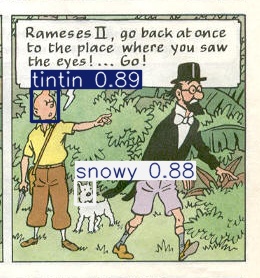 Rameses II, go back at once
to the place where you saw
the eyes!... Go!
tintin 0.89
snowy 0.88